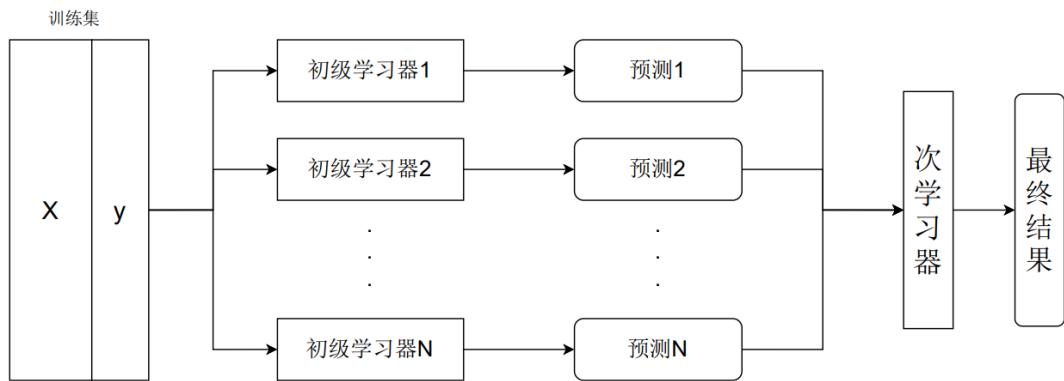 训练集
X
y
初级学习器1
预测1
初级学习器2
预测2
.
.
.
.
.
.
初级学习器N
预测N
次学习器
最终结果